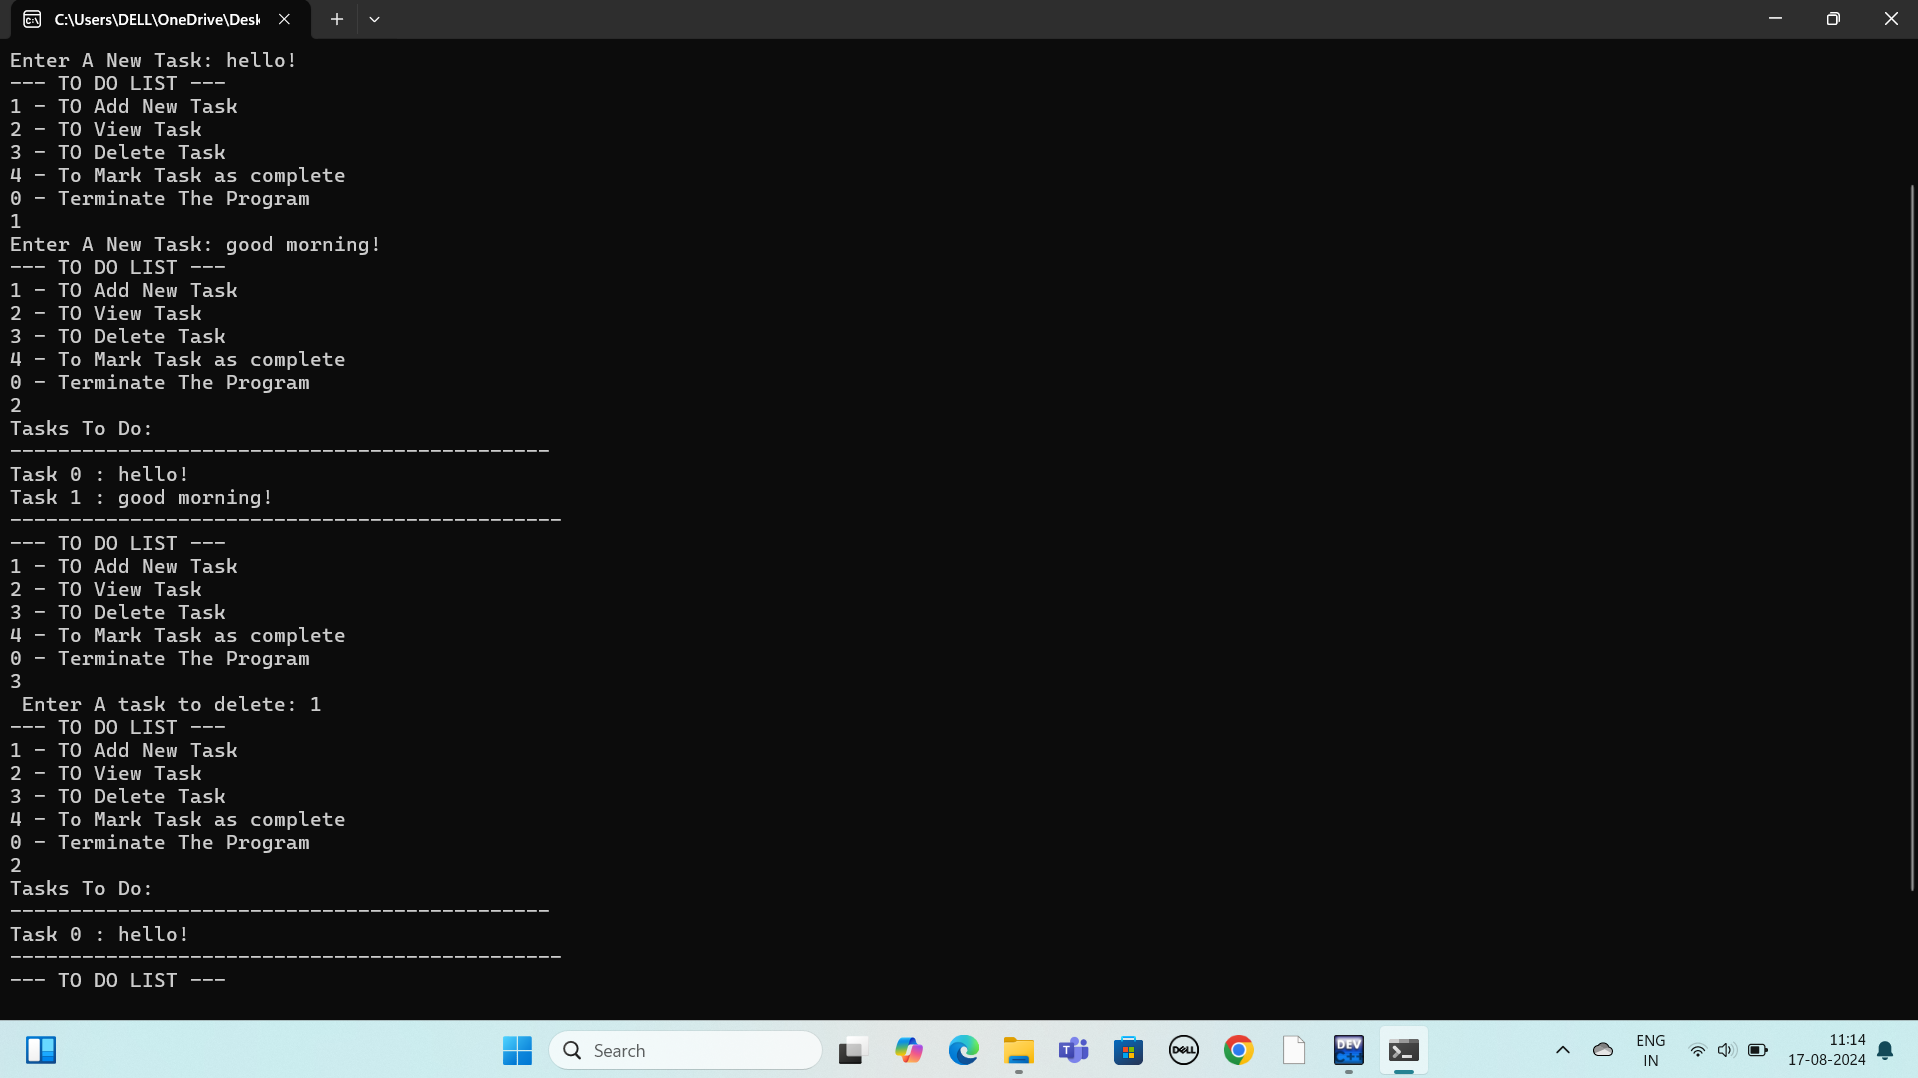 C:\Users\DELL\OneDrive\Desk
Enter A New Task: hello!
--- TO DO LIST ---
1 - TO Add New Task
2 - TO View Task
3 - TO Delete Task
4 - To Mark Task as complete
0 - Terminate The Program
1
Enter A New Task: good morning!
--- TO DO LIST ---
1 - TO Add New Task
2 - TO View Task
3 - TO Delete Task
4 - To Mark Task as complete
0 - Terminate The Program
2
Tasks To Do:
---------------------------------------------
Task 0 : hello!
Task 1 : good morning!
----------------------------------------------
--- TO DO LIST ---
1 - TO Add New Task
2 - TO View Task
3 - TO Delete Task
4 - To Mark Task as complete
0 - Terminate The Program
3
 Enter A task to delete: 1
--- TO DO LIST ---
1 - TO Add New Task
2 - TO View Task
3 - TO Delete Task
4 - To Mark Task as complete
0 - Terminate The Program
2
Tasks To Do:
---------------------------------------------
Task 0 : hello!
----------------------------------------------
--- TO DO LIST ---
Search
DELL
DEV
C++
ENG
IN
11:14
17-08-2024